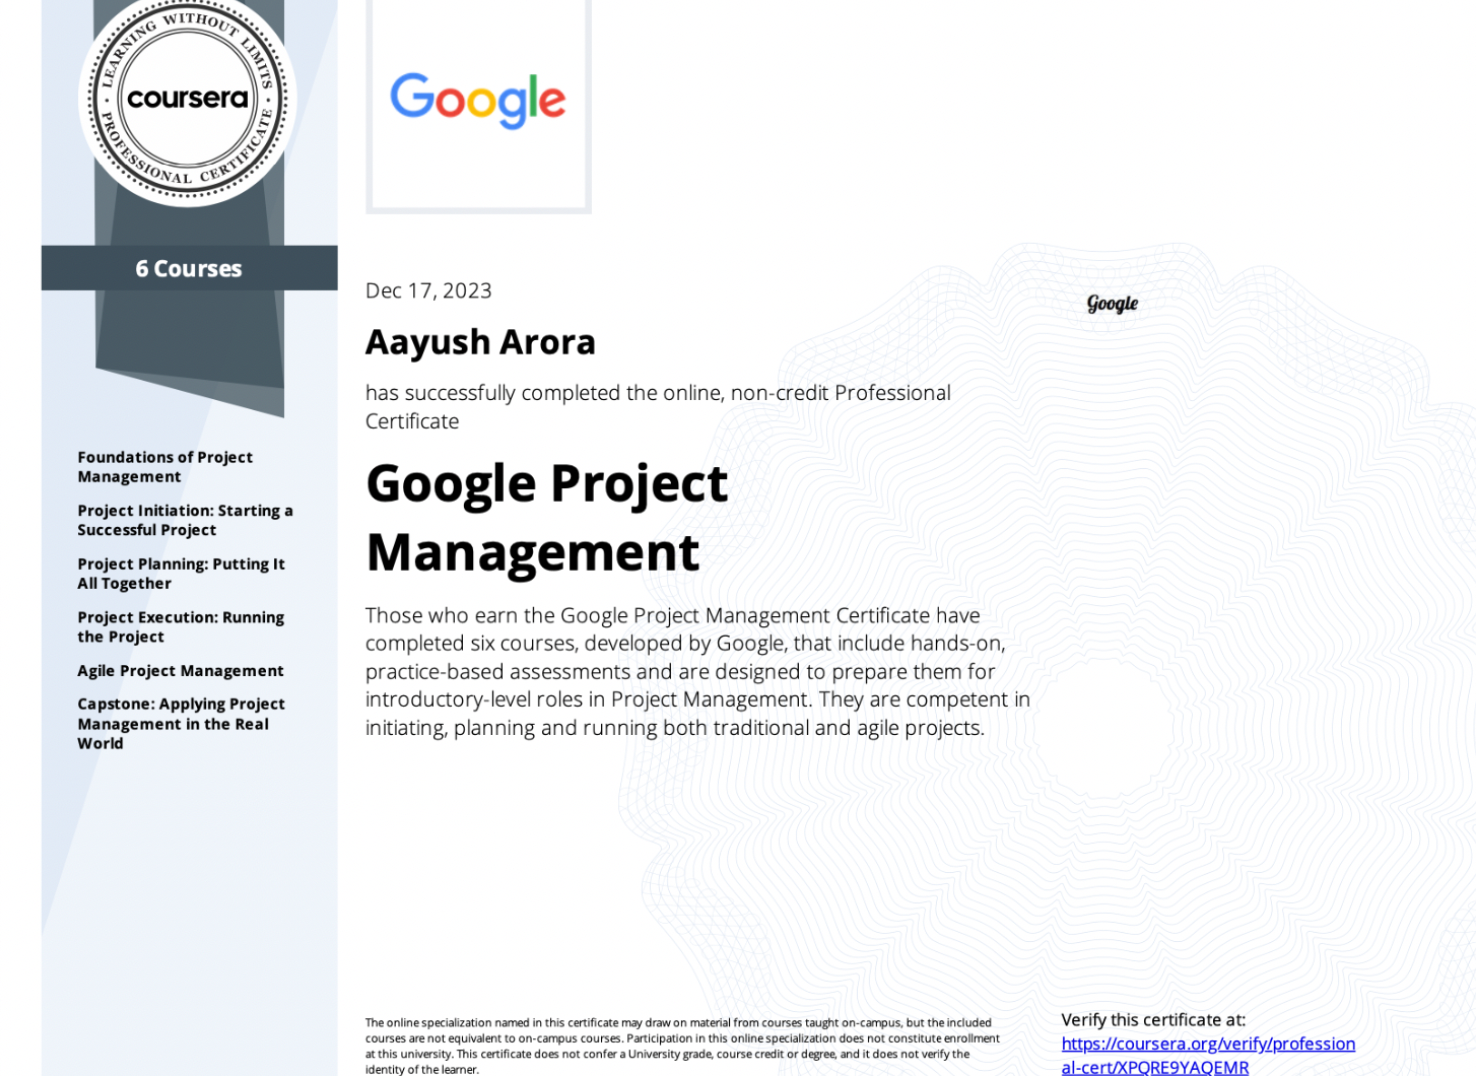 LEARNING WITHOUT LIMITS
coursera
PROFESSIONAL CERTIFICATE
6 Courses
Foundations of Project
Management
Project Initiation: Starting a
Successful Project
Project Planning: Putting It
All Together
Project Execution: Running
the Project
Agile Project Management
Capstone: Applying Project
Management in the Real
World
Google
Dec 17, 2023
Google
Aayush Arora
has successfully completed the online, non-credit Professional
Certificate
Google Project
Management
Those who earn the Google Project Management Certificate have
completed six courses, developed by Google, that include hands-on,
practice-based assessments and are designed to prepare them for
introductory-level roles in Project Management. They are competent in
initiating, planning and running both traditional and agile projects.
The online specialization named in this certificate may draw on material from courses taught on-campus, but the included
courses are not equivalent to on-campus courses. Participation in this online specialization does not constitute enrollment
at this university. This certificate does not confer a University grade, course credit or degree, and it does not verify the
identity of the learner.
Verify this certificate at:
https://coursera.org/verify/profession
al-cert/XPQRE9YAQEMR